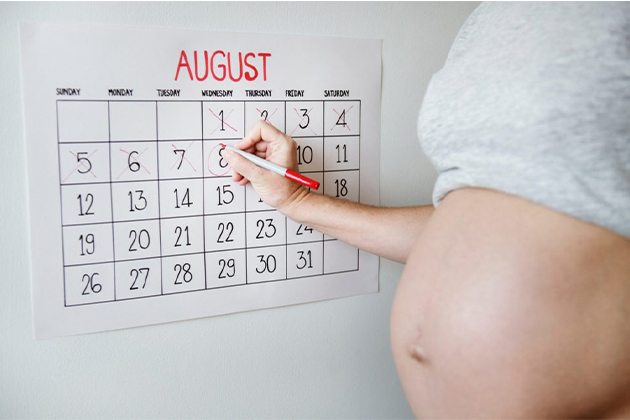 AUGUST
SUNDAY MONDAY TUESDAY WEDNESDAY THURSDAY FRIDAY SATURDAY
1 2 3 4
5 6 7 8 10 11
12 13 14 15 18
19 20 21 22 23 24
26 27 28 29 30 31